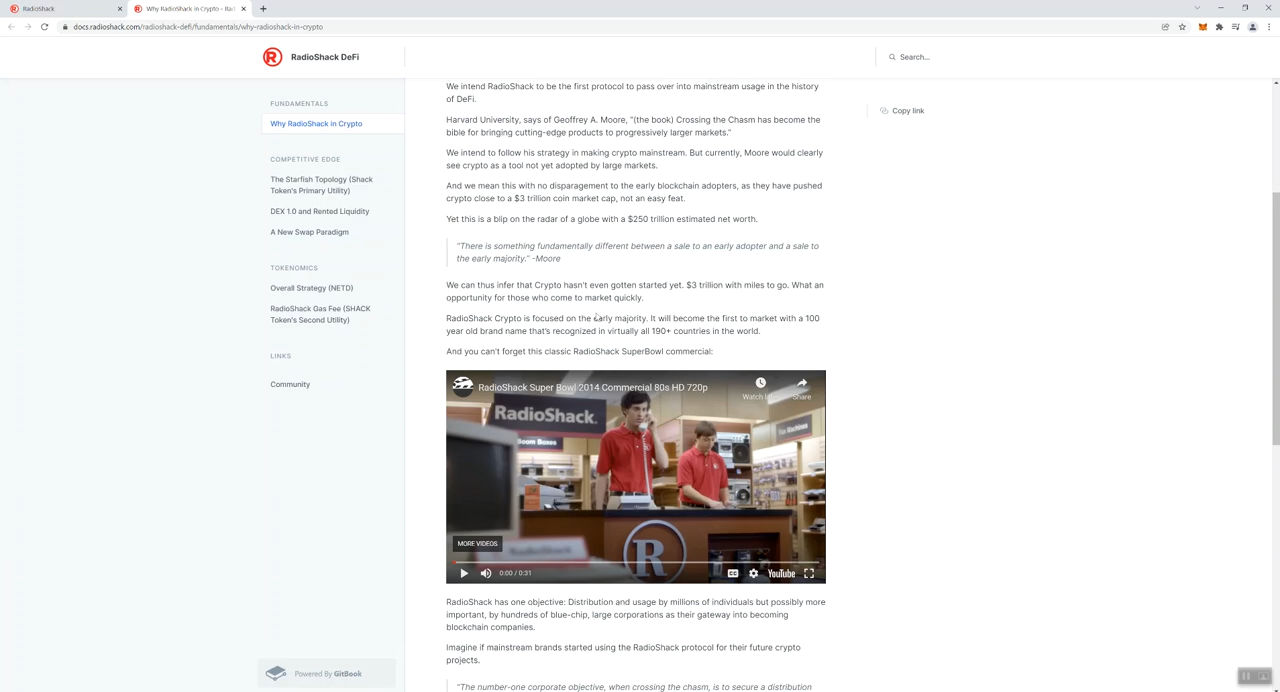 RadioShack
Why RadioShack in Crypto - Rad
docs.radioshack.com/radioshack-defi/fundamentals/why-radioshack-in-crypto
R RadioShack DeFi
Search...
FUNDAMENTALS
Why RadioShack in Crypto
COMPETITIVE EDGE
The Starfish Topology (Shack
Token's Primary Utility)
DEX 1.0 and Rented Liquidity
A New Swap Paradigm
TOKENOMICS
Overall Strategy (NETD)
RadioShack Gas Fee (SHACK
Token's Second Utility)
LINKS
Community
Powered By GitBook
We intend RadioShack to be the first protocol to pass over into mainstream usage in the history
of DeFi.
Harvard University, says of Geoffrey A. Moore, "(the book) Crossing the Chasm has become the
bible for bringing cutting-edge products to progressively larger markets."
We intend to follow his strategy in making crypto mainstream. But currently, Moore would clearly
see crypto as a tool not yet adopted by large markets.
And we mean this with no disparagement to the early blockchain adopters, as they have pushed
crypto close to a $3 trillion coin market cap, not an easy feat.
Yet this is a blip on the radar of a globe with a $250 trillion estimated net worth.
"There is something fundamentally different between a sale to an early adopter and a sale to
the early majority." -Moore
We can thus infer that Crypto hasn't even gotten started yet. $3 trillion with miles to go. What an
opportunity for those who come to market quickly.
RadioShack Crypto is focused on the early majority. It will become the first to market with a 100
year old brand name that's recognized in virtually all 190+ countries in the world.
And you can't forget this classic RadioShack SuperBowl commercial:
RadioShack Super Bowl 2014 Commercial 80s HD 720p
Watch later
Share
RadioShack.
Boom Boxes
Fax Machines
R
RadioShack
MORE VIDEOS
0:00 / 0:31
CC
YouTube
RadioShack has one objective: Distribution and usage by millions of individuals but possibly more
important, by hundreds of blue-chip, large corporations as their gateway into becoming
blockchain companies.
Imagine if mainstream brands started using the RadioShack protocol for their future crypto
projects.
"The number-one corporate objective, when crossing the chasm, is to secure a distribution
Copy link